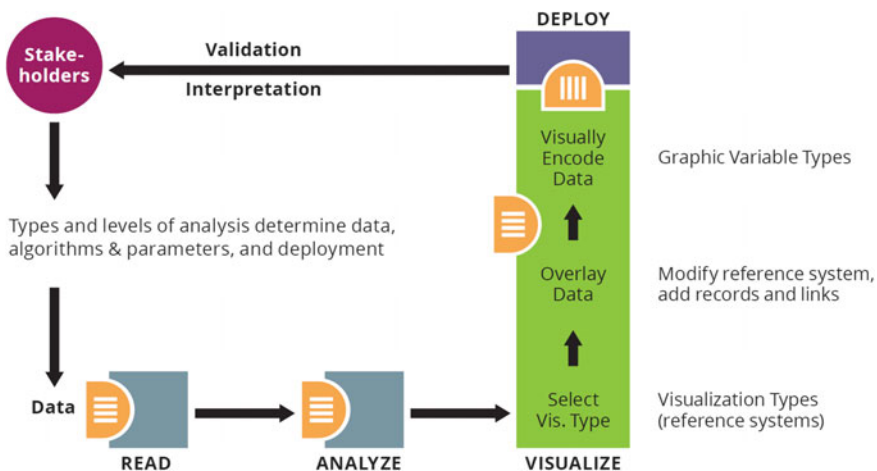 DEPLOY
Stake-
holders
Validation
Interpretation
Visually
Encode
Data
Graphic Variable Types
Types and levels of analysis determine data,
algorithms & parameters, and deployment
Overlay
Data
Modify reference system,
add records and links
Data
Select
Vis. Type
Visualization Types
(reference systems)
READ
ANALYZE
VISUALIZE